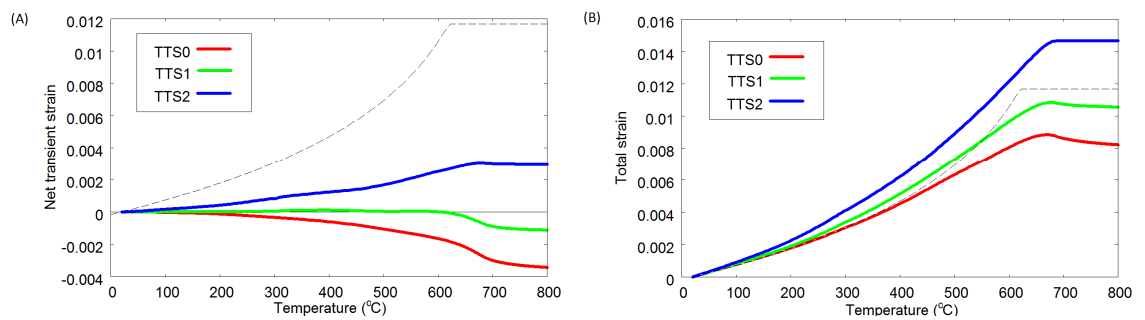 (A)
Net transient strain
0.012
0.01
0.008
0.006
0.004
0.002
0
-0.002
-0.004
TTS0
TTS1
TTS2
0 100 200 300 400 500 600 700 800
Temperature (°C)
(B)
Total strain
0.016
0.014
0.012
0.01
0.008
0.006
0.004
0.002
0
TTS0
TTS1
TTS2
100 200 300 400 500 600 700 800
Temperature (°C)